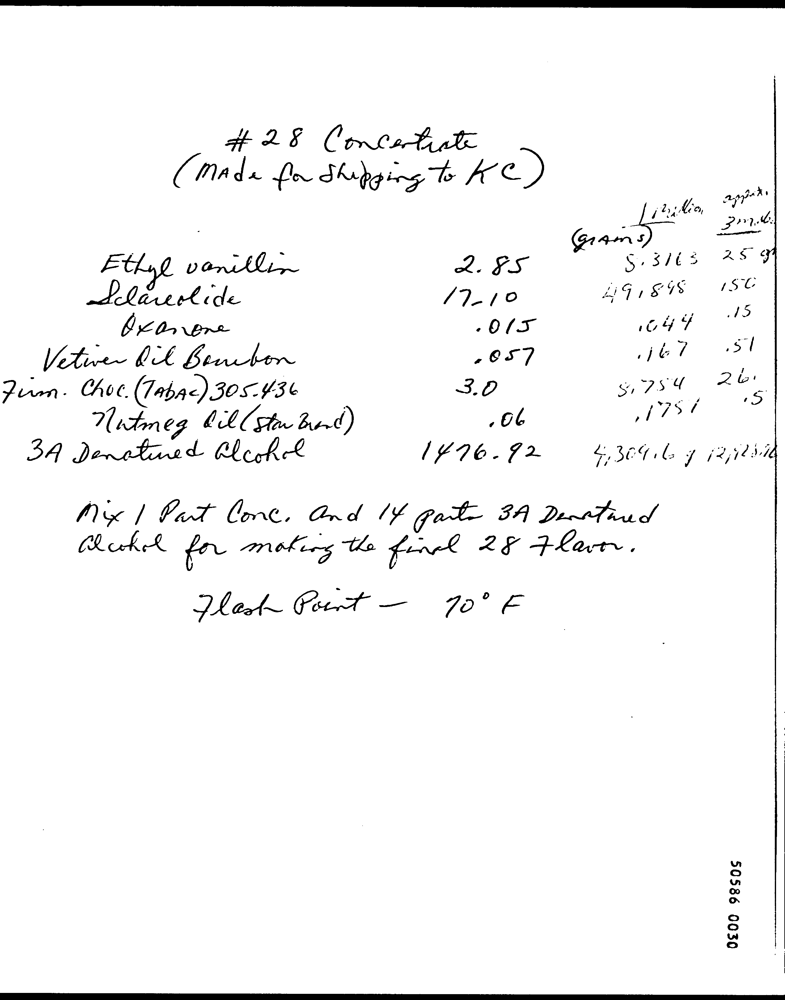 # 28 Concentrate
(Made for Shipping to KC)
1 Million approx.
(grams) 3 mil.
Ethyl vanillin 2.85 8.3163 25 g
Sclareolide 17.10 49.898 150
Oxanone .015 .044 .15
Vetiver Oil Bourbon .057 .167 .51
Firm. Choc. (TABAC) 305.436 3.0 8.754 26.
Nutmeg Oil (Star Brand) .06 .1751 .5
3A Denatured Alcohol 1476.92 4,309.6 g
Mix 1 Part Conc. and 14 parts 3A Denatured
Alcohol for making the final 28 Flavor.
Flash Point — 70° F
50586 0030